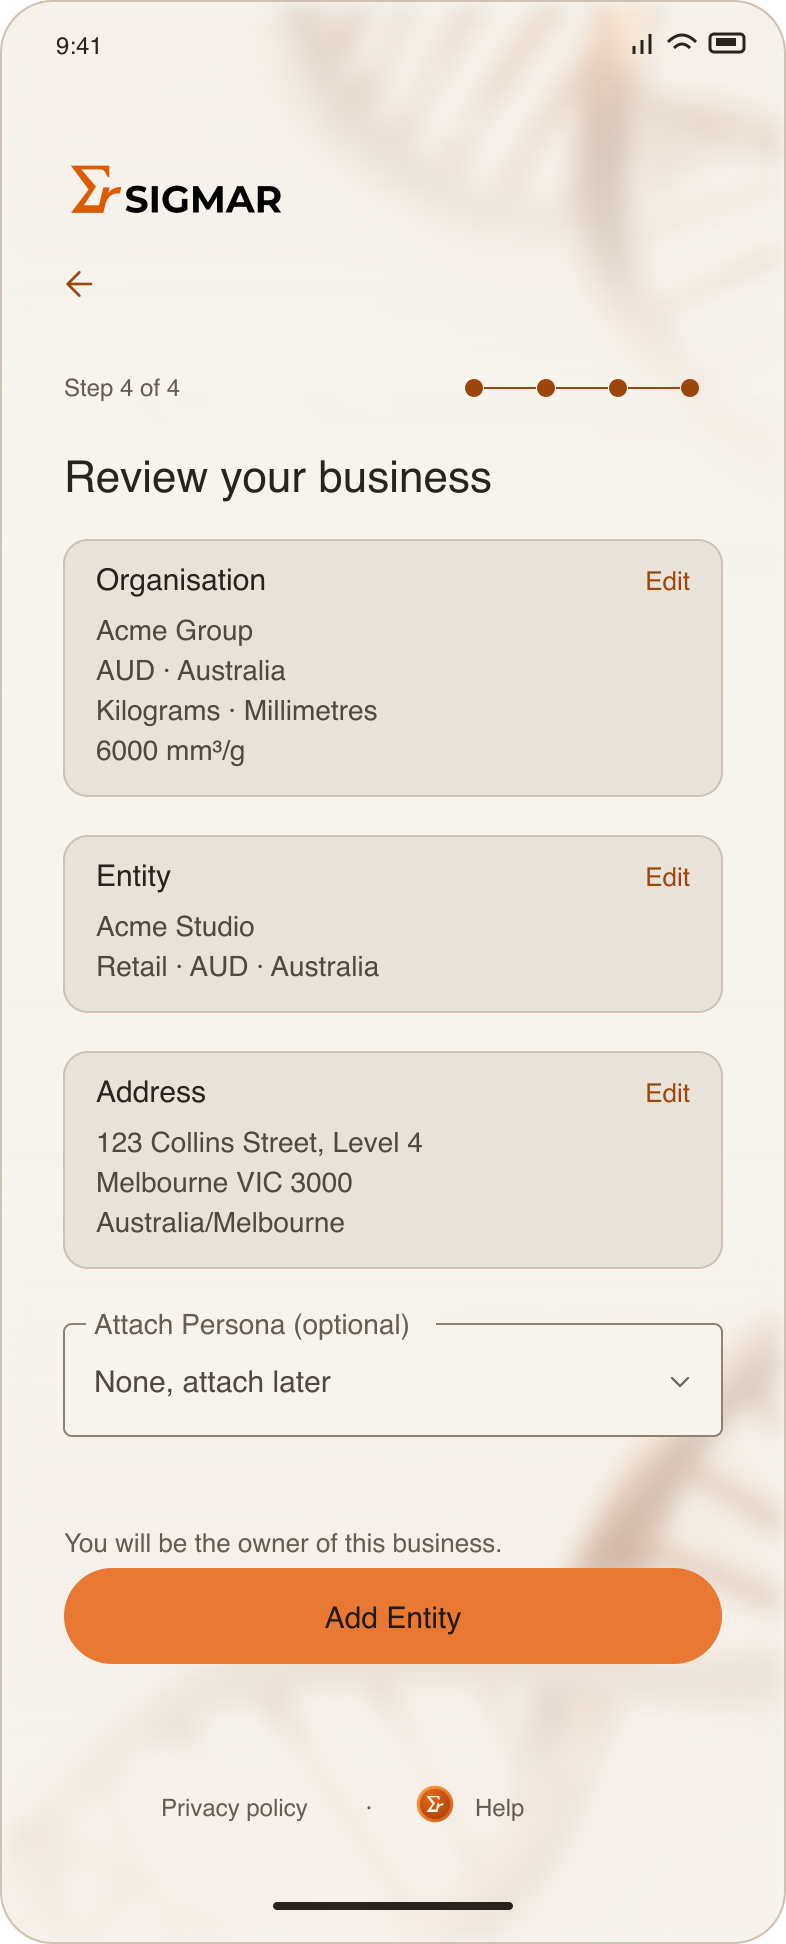 9:41
Σr SIGMAR
Step 4 of 4
Review your business
Organisation
Edit
Acme Group
AUD · Australia
Kilograms · Millimetres
6000 mm³/g
Entity
Edit
Acme Studio
Retail · AUD · Australia
Address
Edit
123 Collins Street, Level 4
Melbourne VIC 3000
Australia/Melbourne
Attach Persona (optional)
None, attach later
You will be the owner of this business.
Add Entity
Privacy policy · Σr Help